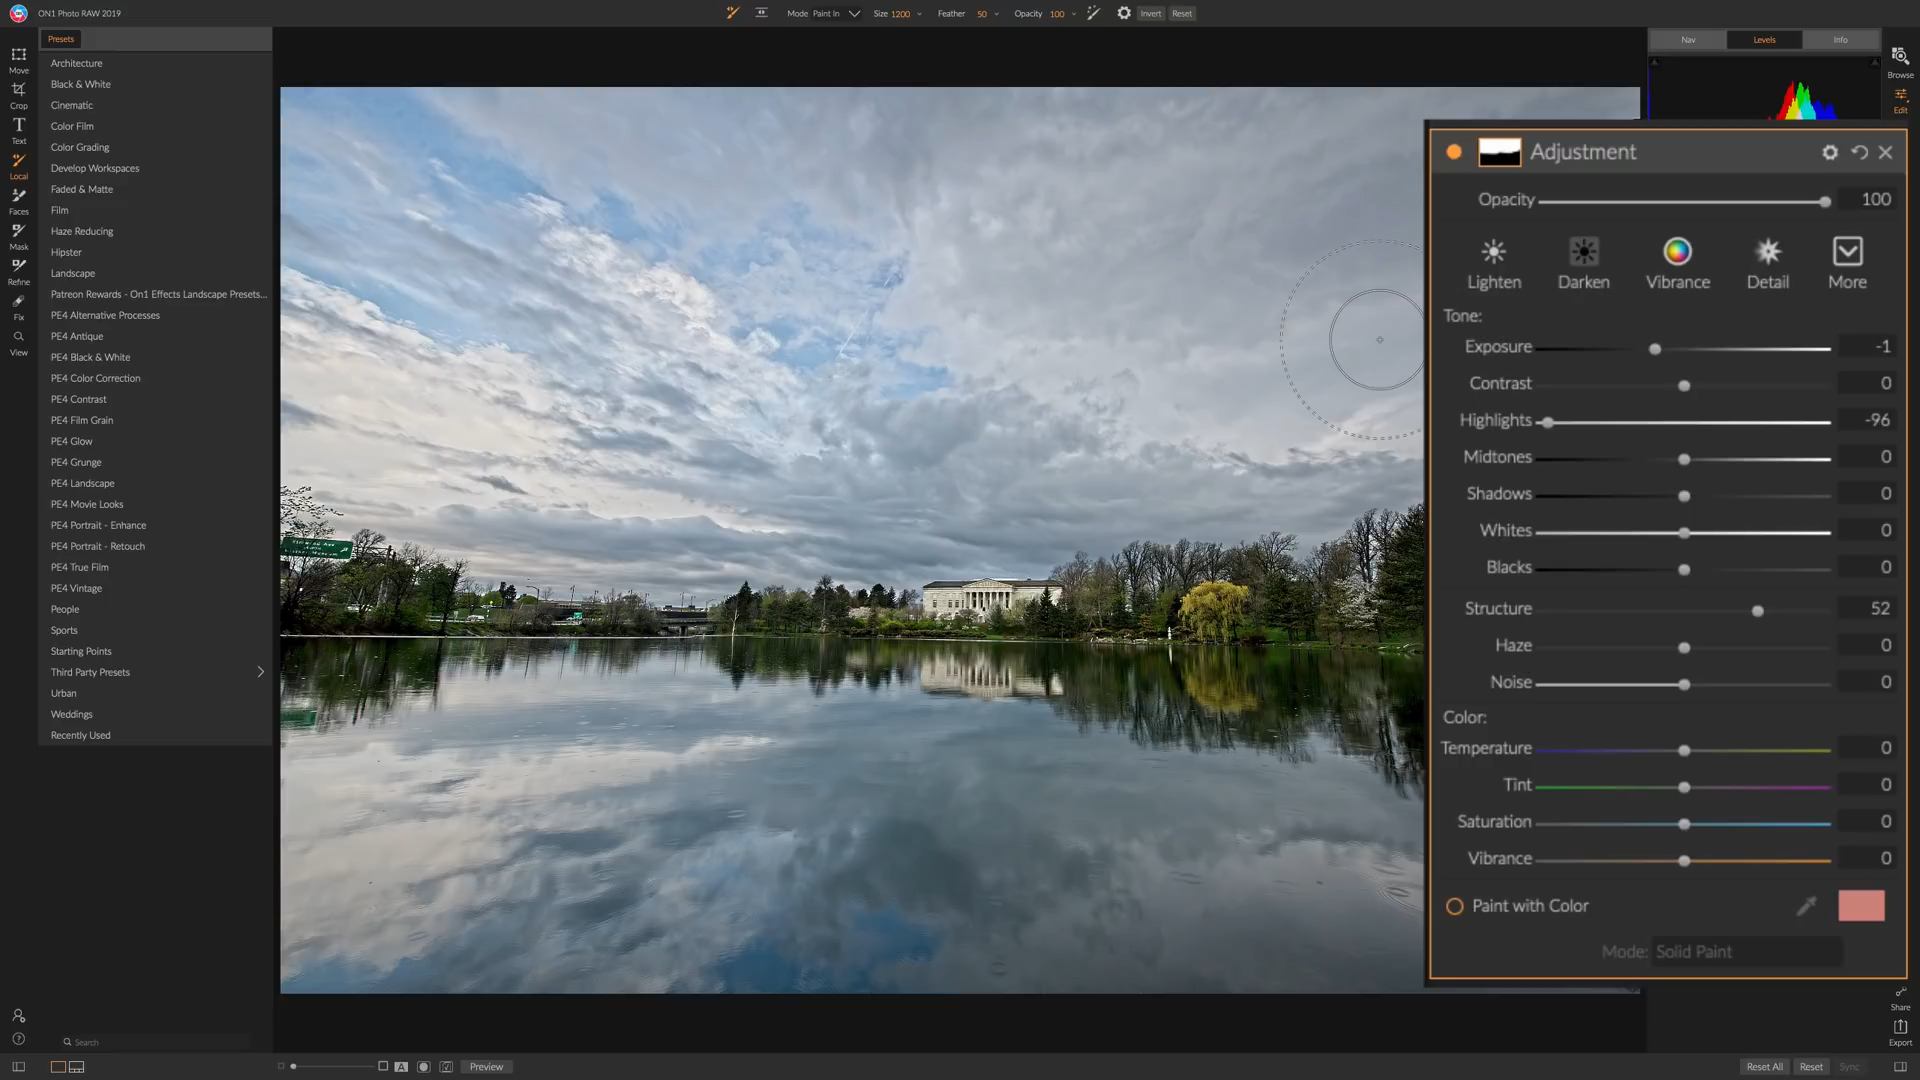 ON1 Photo RAW 2019
Mode Paint In Size 1200 Feather 50 Opacity 100 Invert Reset
Presets
Nav Levels Info
Move
Crop
Text
Local
Faces
Mask
Refine
Fix
View
Architecture
Black & White
Cinematic
Color Film
Color Grading
Develop Workspaces
Faded & Matte
Film
Haze Reducing
Hipster
Landscape
Patreon Rewards - On1 Effects Landscape Presets...
PE4 Alternative Processes
PE4 Antique
PE4 Black & White
PE4 Color Correction
PE4 Contrast
PE4 Film Grain
PE4 Glow
PE4 Grunge
PE4 Landscape
PE4 Movie Looks
PE4 Portrait - Enhance
PE4 Portrait - Retouch
PE4 True Film
PE4 Vintage
People
Sports
Starting Points
Third Party Presets
Urban
Weddings
Recently Used
Search
Browse
Edit
Adjustment
Opacity 100
Lighten Darken Vibrance Detail More
Tone:
Exposure -1
Contrast 0
Highlights -96
Midtones 0
Shadows 0
Whites 0
Blacks 0
Structure 52
Haze 0
Noise 0
Color:
Temperature 0
Tint 0
Saturation 0
Vibrance 0
Paint with Color
Mode: Solid Paint
Share
Export
A Preview Reset All Reset Sync